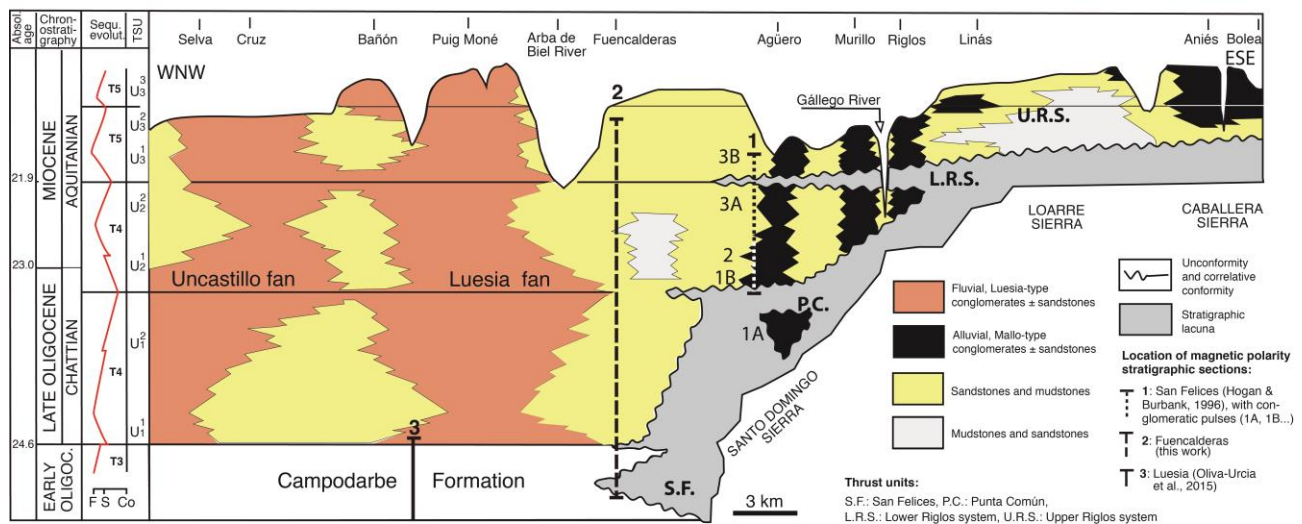 Absol. age
Chronostrati-graphy
Sequ. evolut.
TSU
Selva
Cruz
Bañón
Puig Moné
Arba de Biel River
Fuencalderas
Agüero
Murillo
Riglos
Linás
Aniés
Bolea
WNW
ESE
MIOCENE
AQUITANIAN
LATE OLIGOCENE
CHATTIAN
EARLY OLIGOC.
21.9
23.0
24.6
T5
T5
T4
T4
T3
U3 3
U3 2
U3 1
U2 2
U2 1
U1 2
U1 1
F S Co
2
Gállego River
1
3B
3A
2
1B
1A
3
U.R.S.
L.R.S.
P.C.
S.F.
Uncastillo fan
Luesia fan
Campodarbe Formation
SANTO DOMINGO SIERRA
LOARRE SIERRA
CABALLERA SIERRA
3 km
Fluvial, Luesia-type
conglomerates ± sandstones
Alluvial, Mallo-type
conglomerates ± sandstones
Sandstones and mudstones
Mudstones and sandstones
Thrust units:
S.F.: San Felices, P.C.: Punta Común,
L.R.S.: Lower Riglos system, U.R.S.: Upper Riglos system
Unconformity
and correlative
conformity
Stratigraphic
lacuna
Location of magnetic polarity
stratigraphic sections:
1: San Felices (Hogan &
Burbank, 1996), with con-
glomeratic pulses (1A, 1B...)
2: Fuencalderas
(this work)
3: Luesia (Oliva-Urcia
et al., 2015)